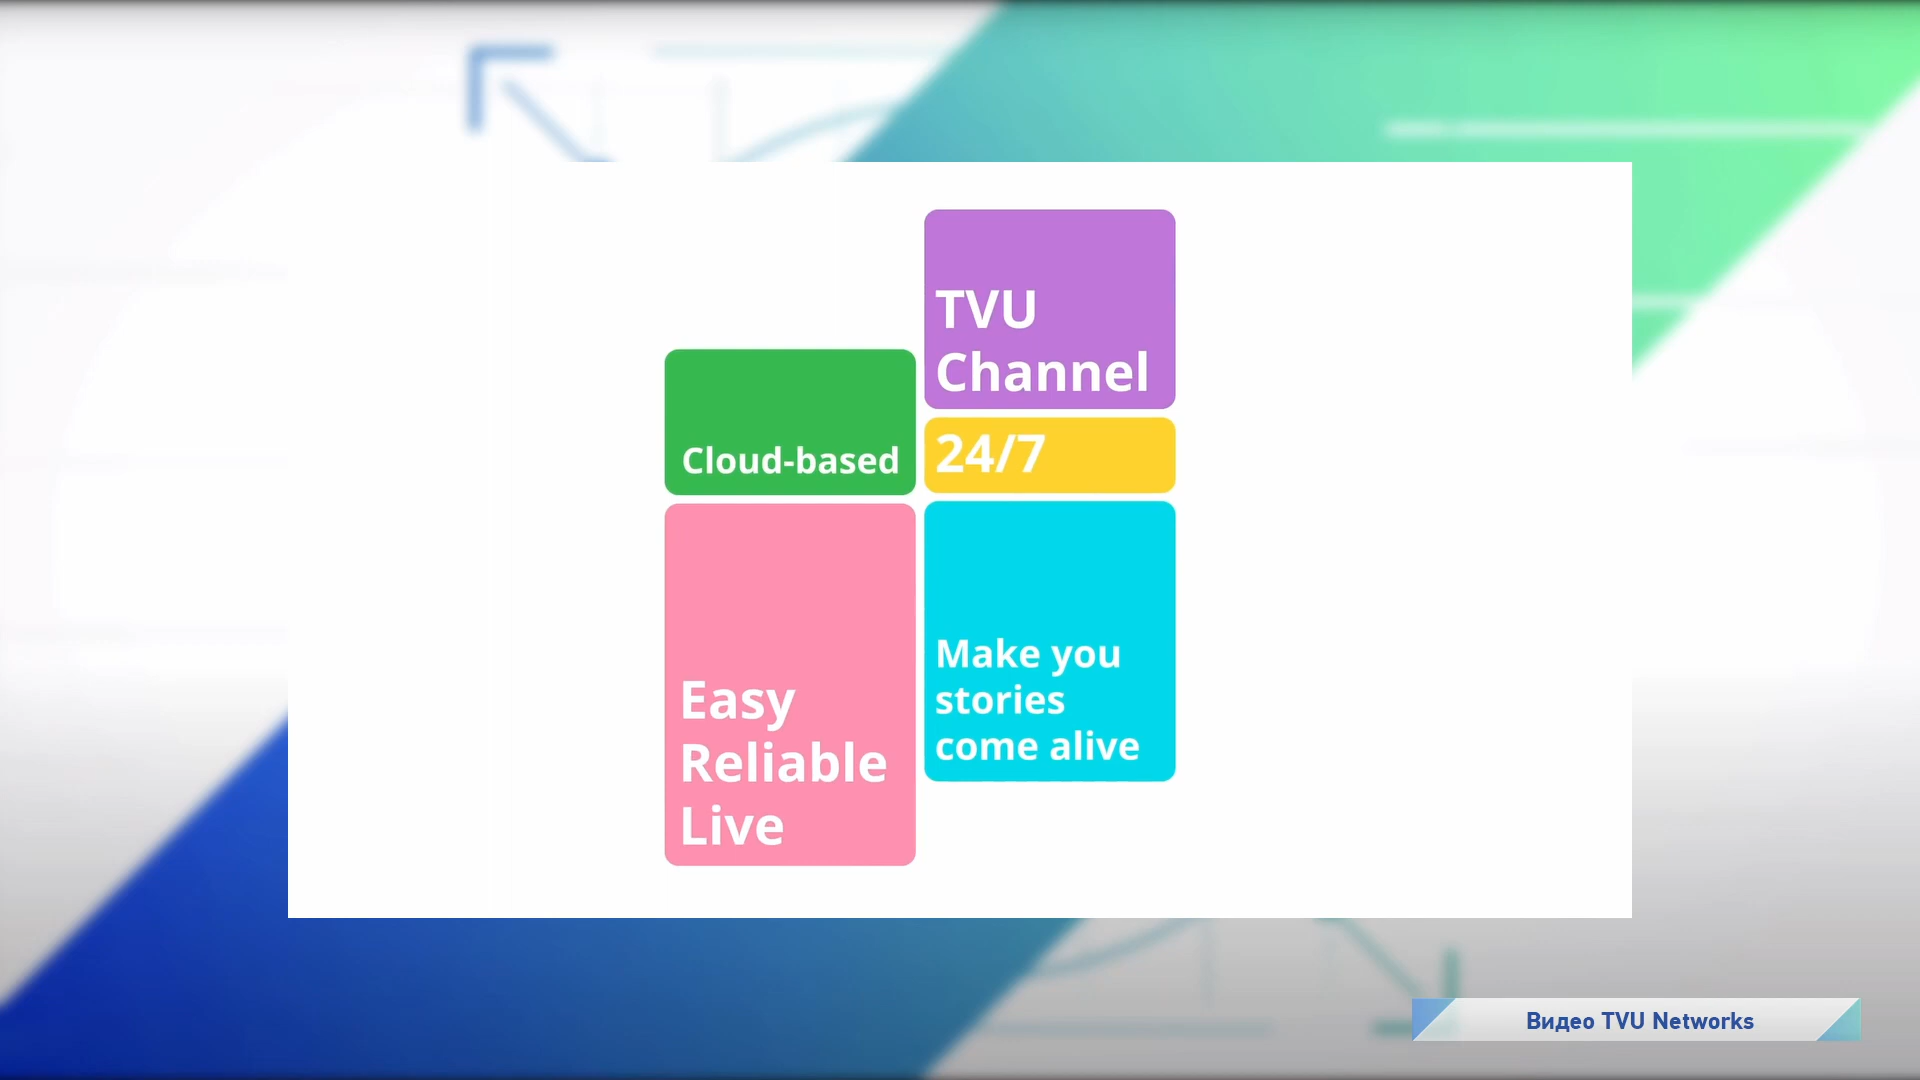 TVU
Channel
Cloud-based
24/7
Easy
Reliable
Live
Make you
stories
come alive
Видео TVU Networks